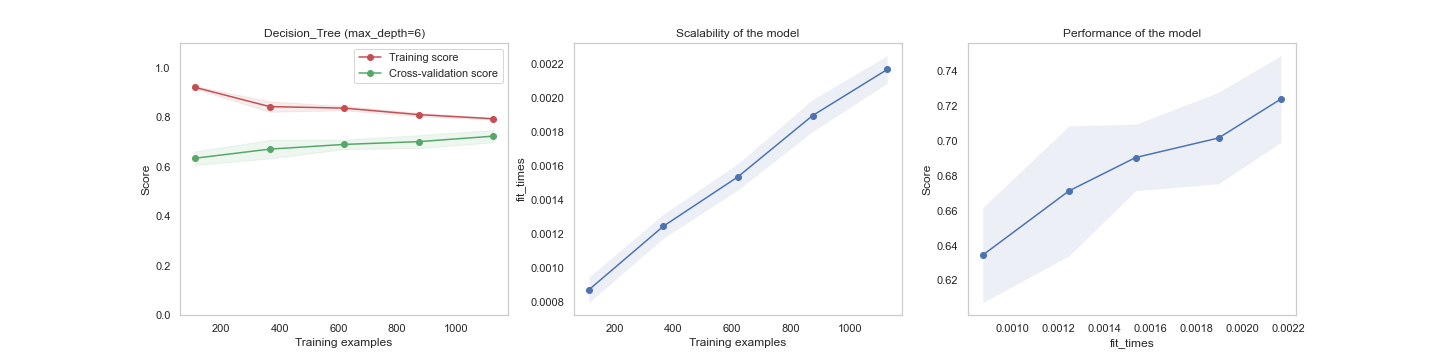 Decision_Tree (max_depth=6)
Training score
Cross-validation score
1.0
0.8
0.6
0.4
0.2
0.0
Score
200 400 600 800 1000
Training examples
Scalability of the model
0.0022
0.0020
0.0018
0.0016
0.0014
0.0012
0.0010
0.0008
fit_times
200 400 600 800 1000
Training examples
Performance of the model
0.74
0.72
0.70
0.68
0.66
0.64
0.62
Score
0.0010 0.0012 0.0014 0.0016 0.0018 0.0020 0.0022
fit_times